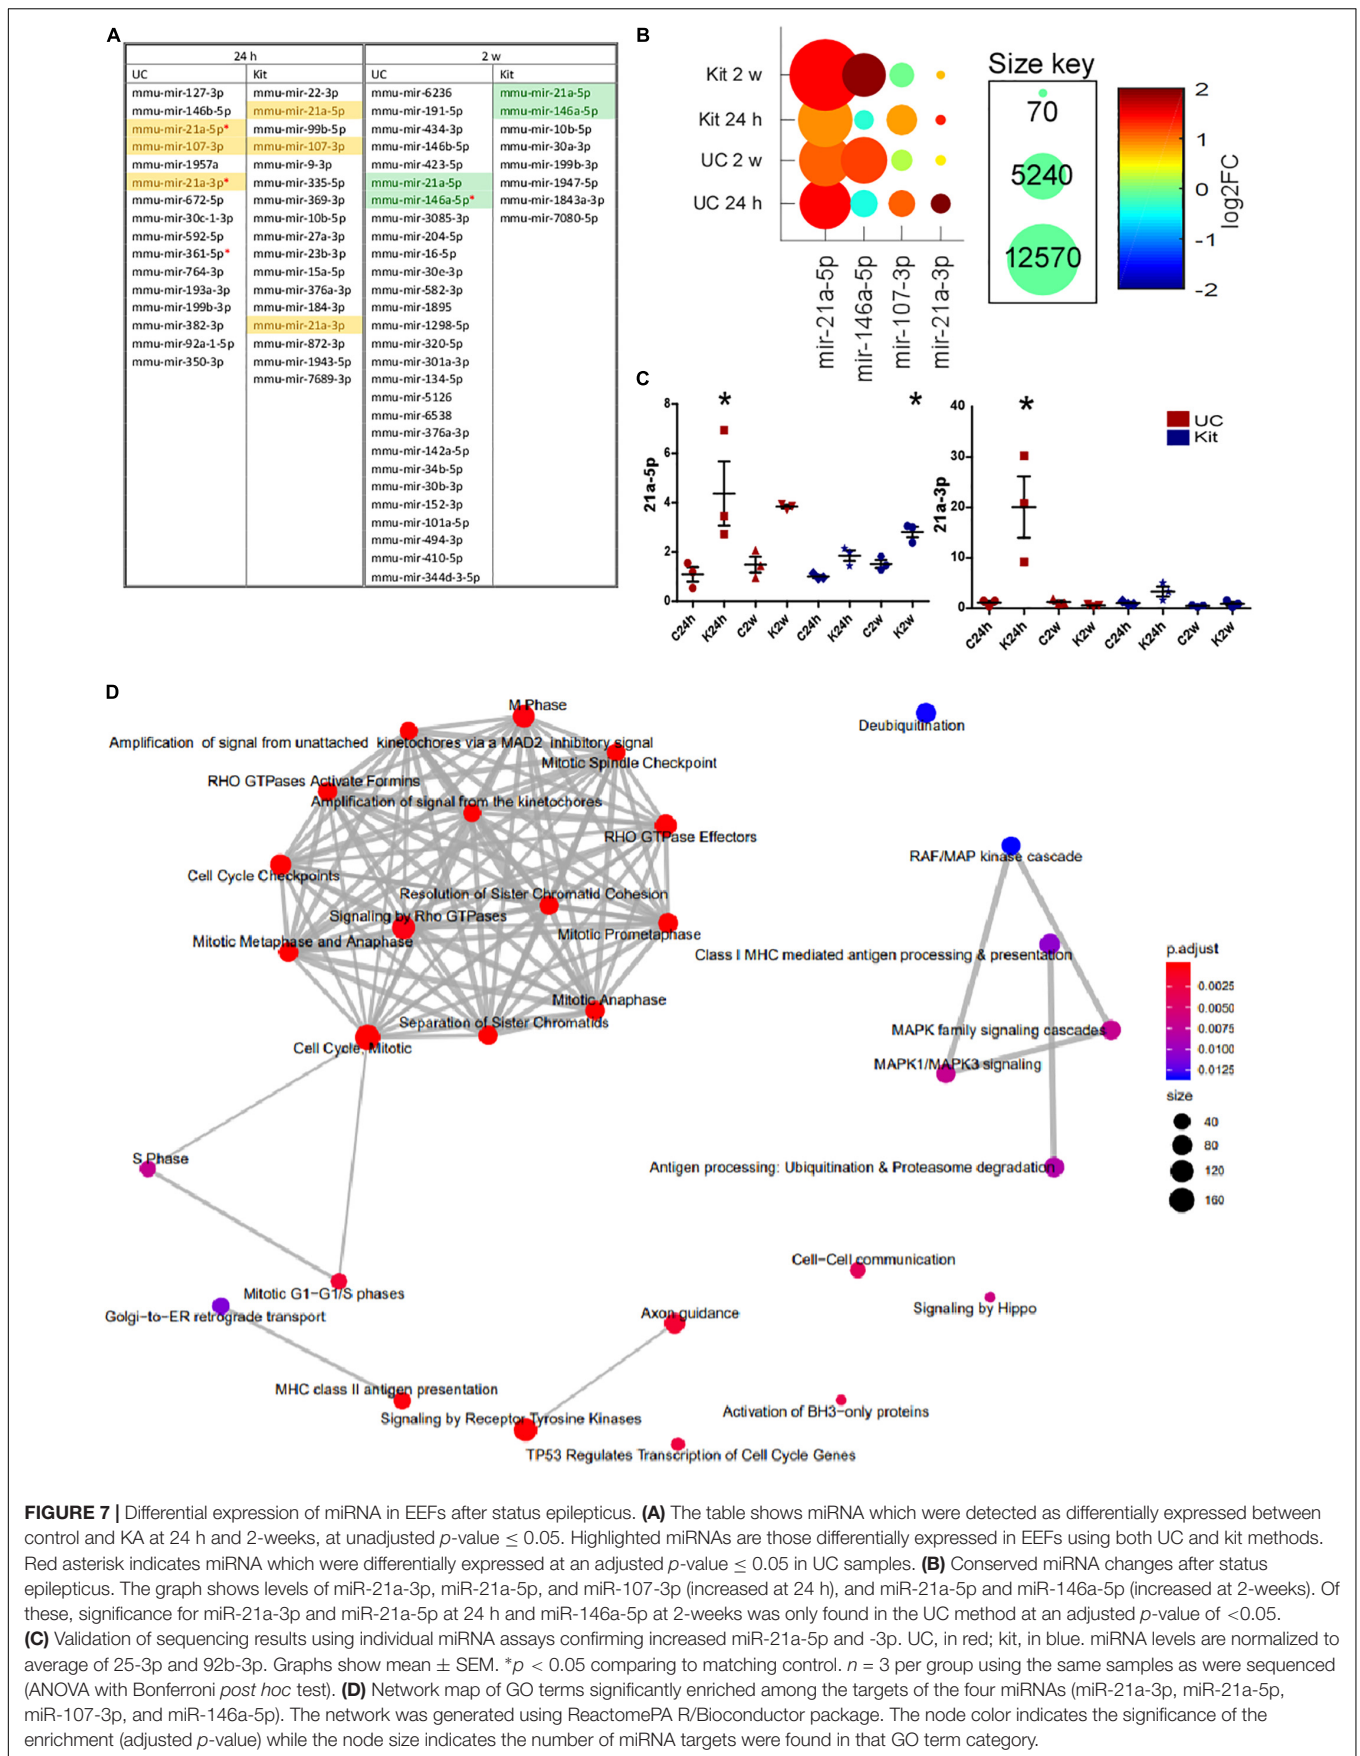 A
24 h 2 w
UC Kit UC Kit
mmu-mir-127-3p mmu-mir-22-3p mmu-mir-6236 mmu-mir-21a-5p
mmu-mir-146b-5p mmu-mir-21a-5p mmu-mir-191-5p mmu-mir-146a-5p
mmu-mir-21a-5p* mmu-mir-99b-5p mmu-mir-434-3p mmu-mir-10b-5p
mmu-mir-107-3p mmu-mir-107-3p mmu-mir-146b-5p mmu-mir-30a-3p
mmu-mir-1957a mmu-mir-9-3p mmu-mir-423-5p mmu-mir-199b-3p
mmu-mir-21a-3p* mmu-mir-335-5p mmu-mir-21a-5p mmu-mir-1947-5p
mmu-mir-672-5p mmu-mir-369-3p mmu-mir-146a-5p* mmu-mir-1843a-3p
mmu-mir-30c-1-3p mmu-mir-10b-5p mmu-mir-3085-3p mmu-mir-7080-5p
mmu-mir-592-5p mmu-mir-27a-3p mmu-mir-204-5p
mmu-mir-361-5p* mmu-mir-23b-3p mmu-mir-16-5p
mmu-mir-764-3p mmu-mir-15a-5p mmu-mir-30e-3p
mmu-mir-193a-3p mmu-mir-376a-3p mmu-mir-582-3p
mmu-mir-199b-3p mmu-mir-184-3p mmu-mir-1895
mmu-mir-382-3p mmu-mir-21a-3p mmu-mir-1298-5p
mmu-mir-92a-1-5p mmu-mir-872-3p mmu-mir-320-5p
mmu-mir-350-3p mmu-mir-1943-5p mmu-mir-301a-3p
mmu-mir-7689-3p mmu-mir-134-5p
mmu-mir-5126
mmu-mir-6538
mmu-mir-376a-3p
mmu-mir-142a-5p
mmu-mir-34b-5p
mmu-mir-30b-3p
mmu-mir-152-3p
mmu-mir-101a-5p
mmu-mir-494-3p
mmu-mir-410-5p
mmu-mir-344d-3-5p
B
Kit 2 w
Kit 24 h
UC 2 w
UC 24 h
mir-21a-5p
mir-146a-5p
mir-107-3p
mir-21a-3p
Size key
70
5240
12570
2
1
0
-1
-2
log2FC
C
8
6
4
2
0
21a-5p
* *
C24h K24h C2w K2w C24h K24h C2w K2w
40
30
20
10
0
21a-3p
*
C24h K24h C2w K2w C24h K24h C2w K2w
UC
Kit
D
M Phase
Amplification of signal from unattached kinetochores via a MAD2 inhibitory signal
Mitotic Spindle Checkpoint
RHO GTPases Activate Formins
Amplification of signal from the kinetochores
RHO GTPase Effectors
Cell Cycle Checkpoints
Resolution of Sister Chromatid Cohesion
Signaling by Rho GTPases
Mitotic Prometaphase
Mitotic Metaphase and Anaphase
Mitotic Anaphase
Separation of Sister Chromatids
Cell Cycle, Mitotic
S Phase
Mitotic G1-G1/S phases
Golgi-to-ER retrograde transport
MHC class II antigen presentation
Signaling by Receptor Tyrosine Kinases
Axon guidance
TP53 Regulates Transcription of Cell Cycle Genes
Activation of BH3-only proteins
Signaling by Hippo
Cell-Cell communication
Deubiquitination
RAF/MAP kinase cascade
Class I MHC mediated antigen processing & presentation
MAPK family signaling cascades
MAPK1/MAPK3 signaling
Antigen processing: Ubiquitination & Proteasome degradation
p.adjust
0.0025
0.0050
0.0075
0.0100
0.0125
size
40
80
120
160
FIGURE 7 | Differential expression of miRNA in EEFs after status epilepticus. (A) The table shows miRNA which were detected as differentially expressed between
control and KA at 24 h and 2-weeks, at unadjusted p-value ≤ 0.05. Highlighted miRNAs are those differentially expressed in EEFs using both UC and kit methods.
Red asterisk indicates miRNA which were differentially expressed at an adjusted p-value ≤ 0.05 in UC samples. (B) Conserved miRNA changes after status
epilepticus. The graph shows levels of miR-21a-3p, miR-21a-5p, and miR-107-3p (increased at 24 h), and miR-21a-5p and miR-146a-5p (increased at 2-weeks). Of
these, significance for miR-21a-3p and miR-21a-5p at 24 h and miR-146a-5p at 2-weeks was only found in the UC method at an adjusted p-value of <0.05.
(C) Validation of sequencing results using individual miRNA assays confirming increased miR-21a-5p and -3p. UC, in red; kit, in blue. miRNA levels are normalized to
average of 25-3p and 92b-3p. Graphs show mean ± SEM. *p < 0.05 comparing to matching control. n = 3 per group using the same samples as were sequenced
(ANOVA with Bonferroni post hoc test). (D) Network map of GO terms significantly enriched among the targets of the four miRNAs (miR-21a-3p, miR-21a-5p,
miR-107-3p, and miR-146a-5p). The network was generated using ReactomePA R/Bioconductor package. The node color indicates the significance of the
enrichment (adjusted p-value) while the node size indicates the number of miRNA targets were found in that GO term category.